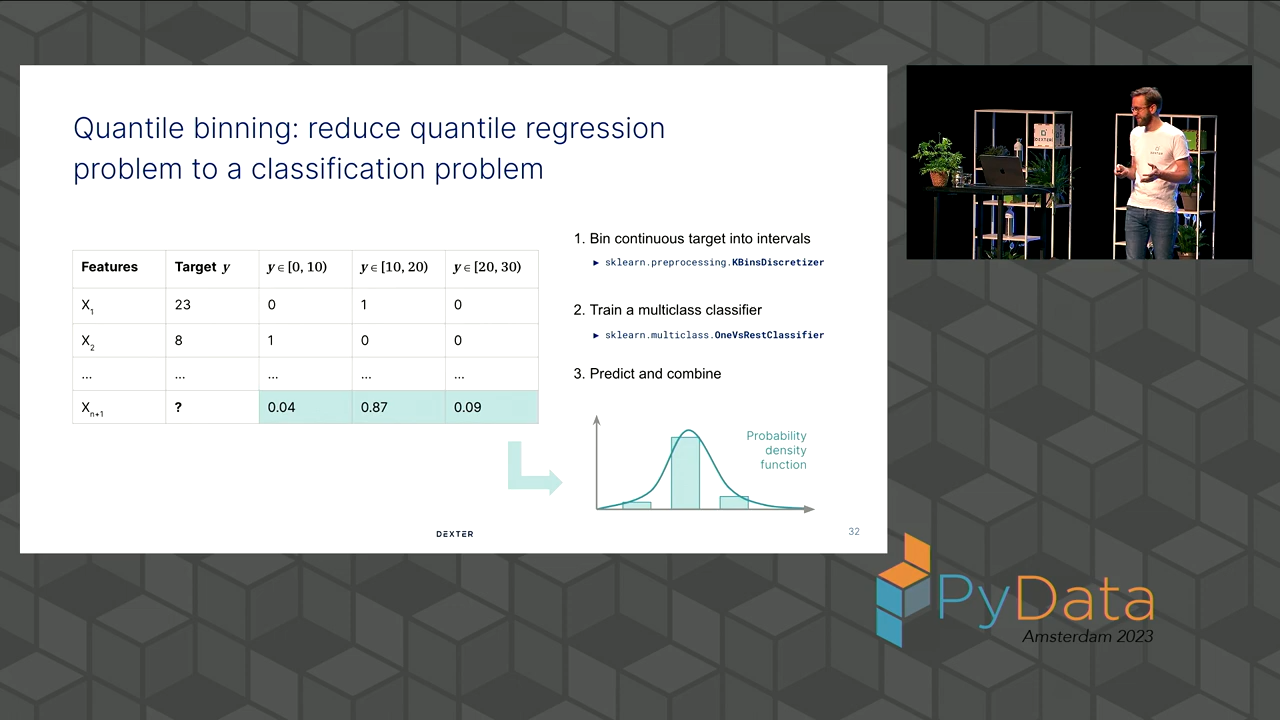 Quantile binning: reduce quantile regression
problem to a classification problem
Features Target y y ∈ [0, 10) y ∈ [10, 20) y ∈ [20, 30)
X1 23 0 1 0
X2 8 1 0 0
... ... ... ... ...
Xn+1 ? 0.04 0.87 0.09
1. Bin continuous target into intervals
► sklearn.preprocessing.KBinsDiscretizer
2. Train a multiclass classifier
► sklearn.multiclass.OneVsRestClassifier
3. Predict and combine
Probability
density
function
DEXTER
32
DEXTER
DEXTER
PyData
Amsterdam 2023